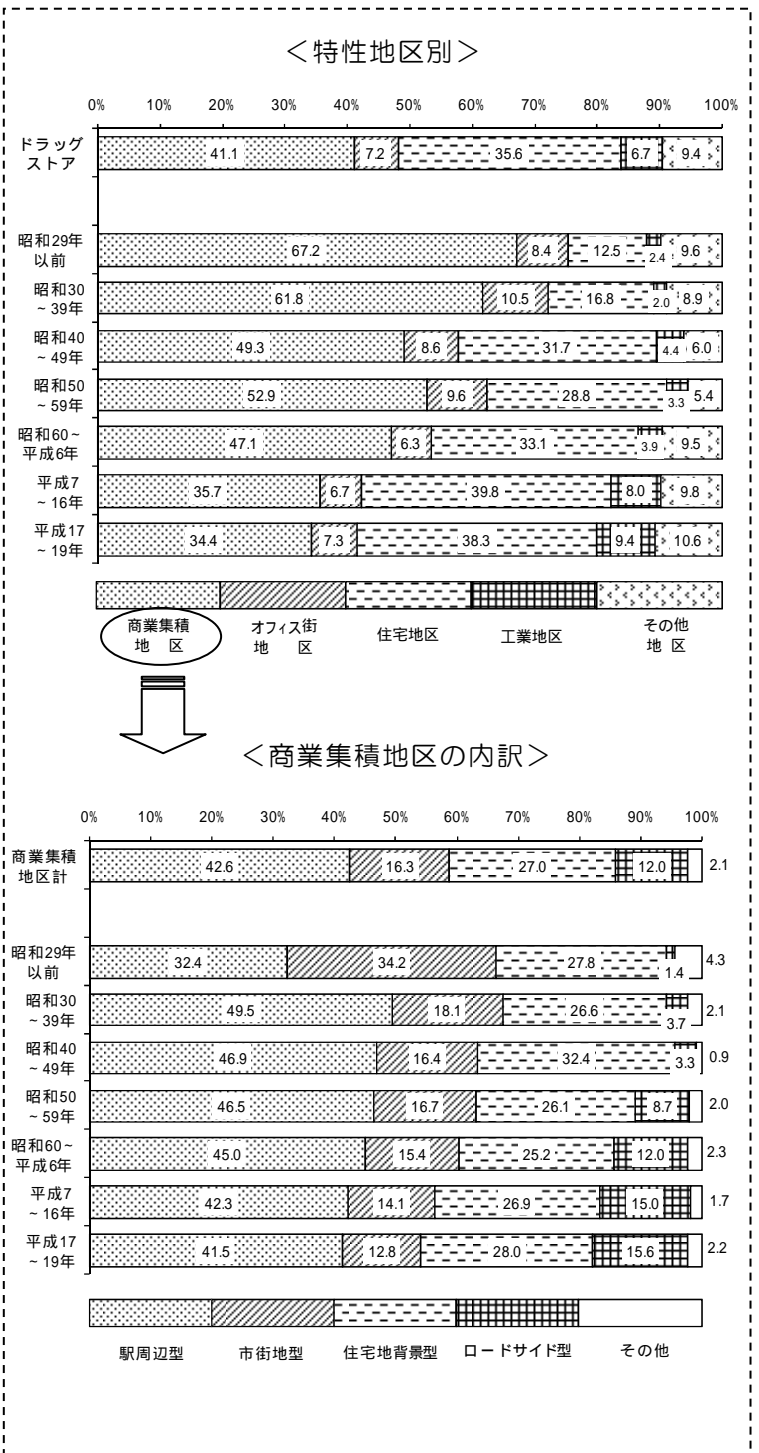 ＜特性地区別＞
0% 10% 20% 30% 40% 50% 60% 70% 80% 90% 100%
ドラッグ
ストア
41.1 7.2 35.6 6.7 9.4
昭和29年
以前
67.2 8.4 12.5 2.4 9.6
昭和30
～39年
61.8 10.5 16.8 2.0 8.9
昭和40
～49年
49.3 8.6 31.7 4.4 6.0
昭和50
～59年
52.9 9.6 28.8 3.3 5.4
昭和60～
平成6年
47.1 6.3 33.1 3.9 9.5
平成7
～16年
35.7 6.7 39.8 8.0 9.8
平成17
～19年
34.4 7.3 38.3 9.4 10.6
商業集積
地区
オフィス街
地区
住宅地区
工業地区
その他
地区
＜商業集積地区の内訳＞
0% 10% 20% 30% 40% 50% 60% 70% 80% 90% 100%
商業集積
地区計
42.6 16.3 27.0 12.0 2.1
昭和29年
以前
32.4 34.2 27.8 1.4 4.3
昭和30
～39年
49.5 18.1 26.6 3.7 2.1
昭和40
～49年
46.9 16.4 32.4 3.3 0.9
昭和50
～59年
46.5 16.7 26.1 8.7 2.0
昭和60～
平成6年
45.0 15.4 25.2 12.0 2.3
平成7
～16年
42.3 14.1 26.9 15.0 1.7
平成17
～19年
41.5 12.8 28.0 15.6 2.2
駅周辺型 市街地型 住宅地背景型 ロードサイド型 その他